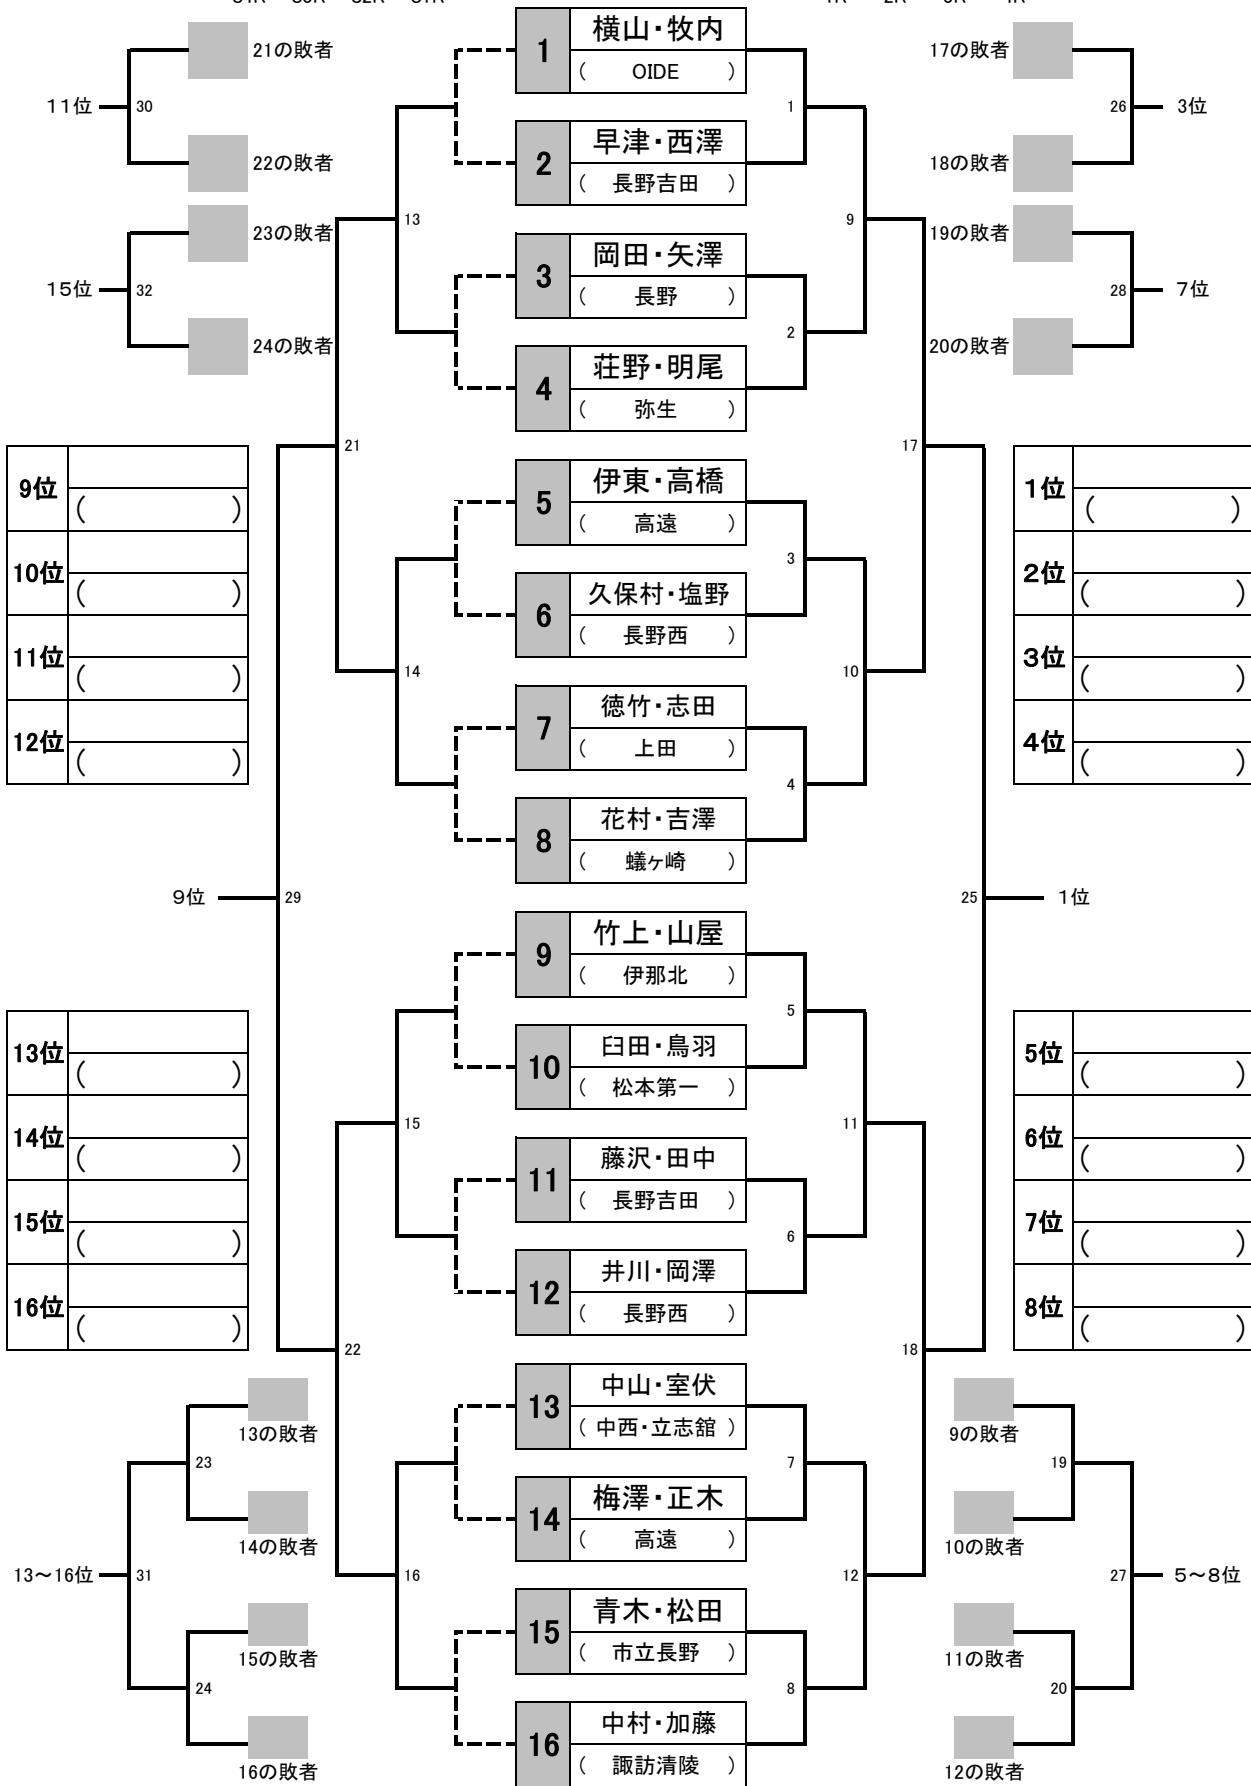 21の敗者
11位
30
22の敗者
23の敗者
15位
32
24の敗者
1
横山・牧内
( OIDE )
2
早津・西澤
( 長野吉田 )
3
岡田・矢澤
( 長野 )
4
荘野・明尾
( 弥生 )
5
伊東・高橋
( 高遠 )
6
久保村・塩野
( 長野西 )
7
徳竹・志田
( 上田 )
8
花村・吉澤
( 蟻ヶ崎 )
9
竹上・山屋
( 伊那北 )
10
臼田・鳥羽
( 松本第一 )
11
藤沢・田中
( 長野吉田 )
12
井川・岡澤
( 長野西 )
13
中山・室伏
( 中西・立志舘 )
14
梅澤・正木
( 高遠 )
15
青木・松田
( 市立長野 )
16
中村・加藤
( 諏訪清陵 )
17の敗者
26
3位
18の敗者
19の敗者
28
7位
20の敗者
13
21
14
29
9位
15
22
16
1
2
3
4
5
6
7
8
9
10
11
12
17
18
25
1位
9位
( )
10位
( )
11位
( )
12位
( )
13位
( )
14位
( )
15位
( )
16位
( )
1位
( )
2位
( )
3位
( )
4位
( )
5位
( )
6位
( )
7位
( )
8位
( )
13の敗者
23
14の敗者
13～16位
31
15の敗者
24
16の敗者
9の敗者
19
10の敗者
27
5～8位
11の敗者
20
12の敗者